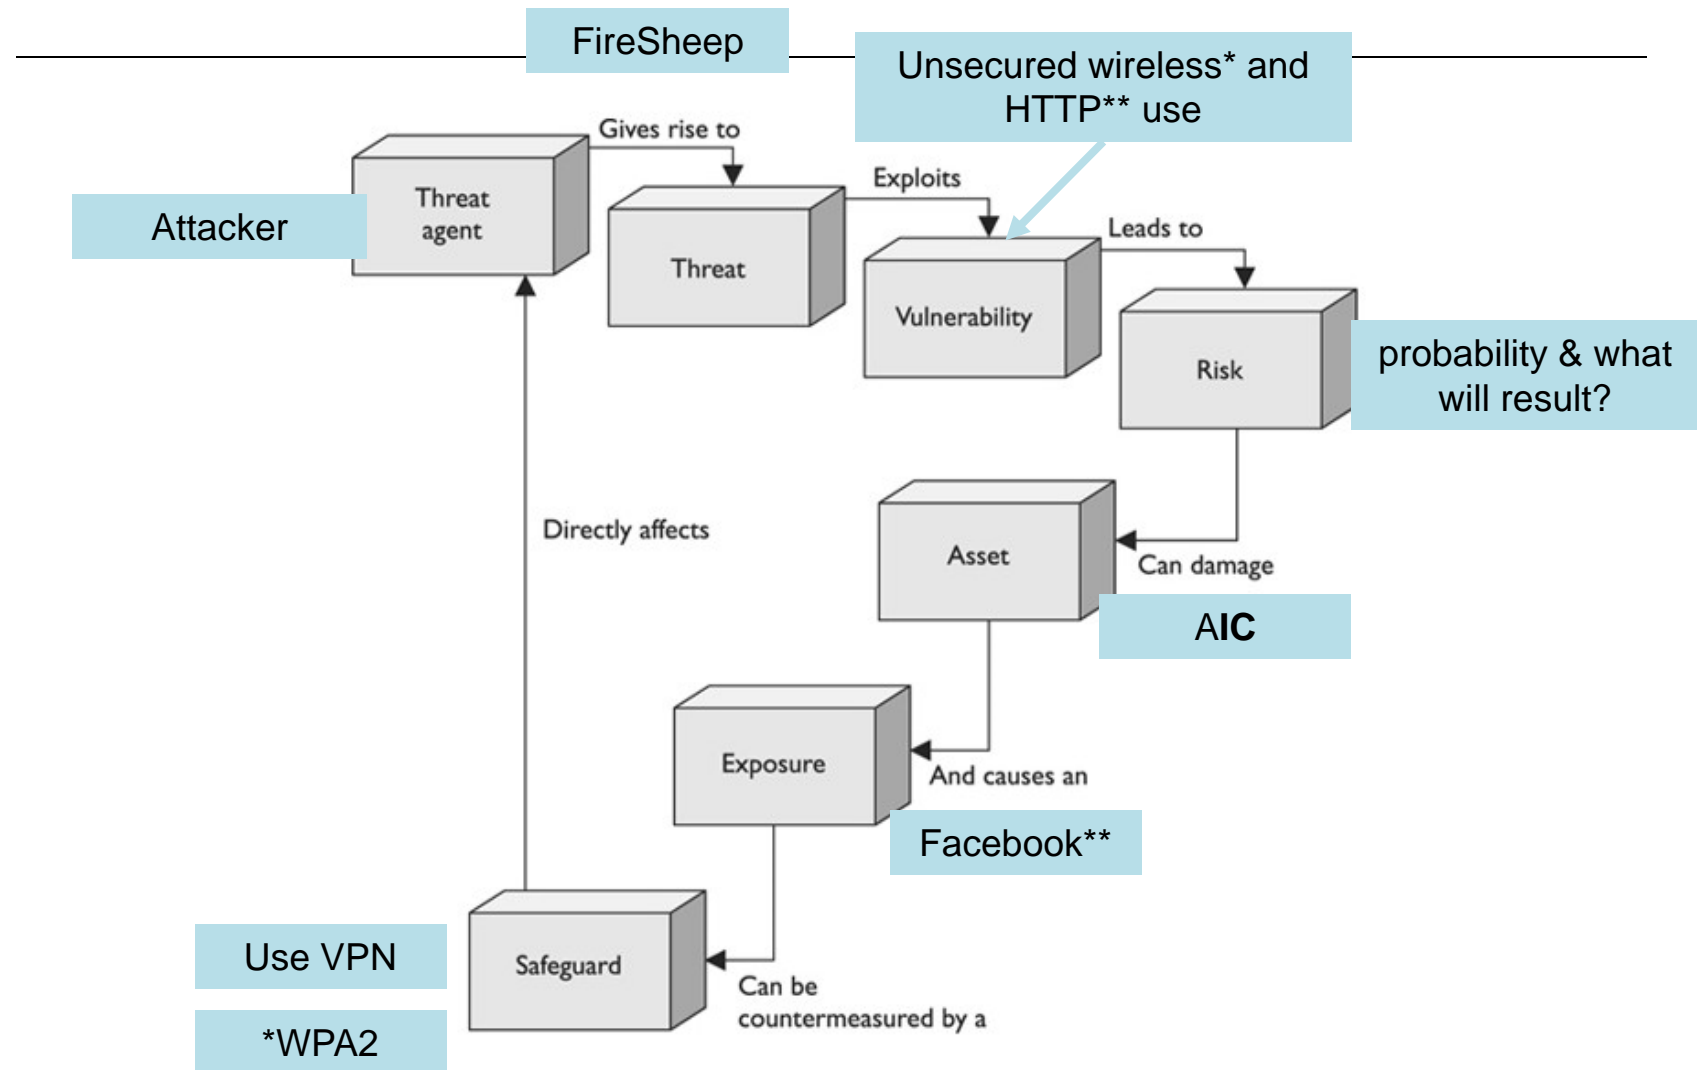 FireSheep
Unsecured wireless* and
HTTP** use
Gives rise to
Threat
agent
Attacker
Exploits
Threat
Leads to
Vulnerability
Risk
probability & what
will result?
Directly affects
Asset
Can damage
AIC
Exposure
And causes an
Facebook**
Use VPN
Safeguard
Can be
countermeasured by a
*WPA2